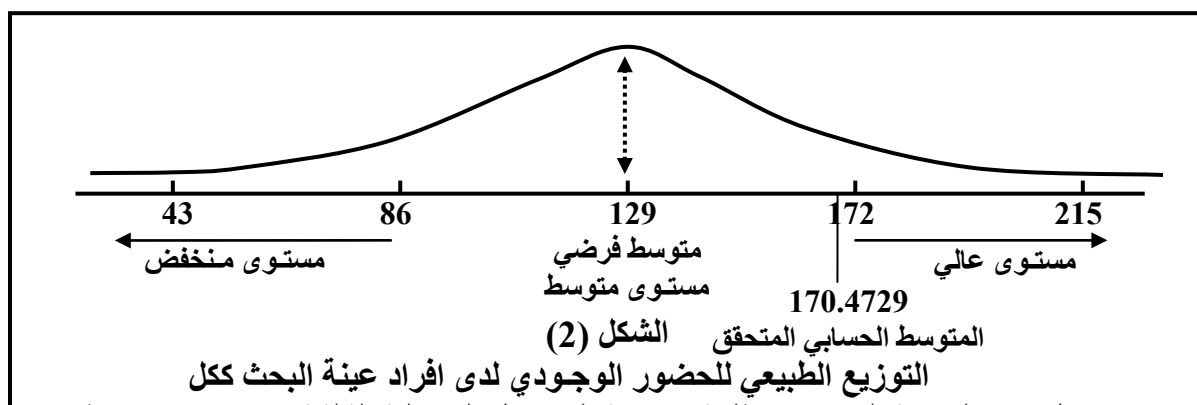 43 86 129 172 215
مستوى منخفض متوسط فرضي مستوى عالي
مستوى متوسط 170.4729
الشكل (2) المتوسط الحسابي المتحقق
التوزيع الطبيعي للحضور الوجودي لدى افراد عينة البحث ككل